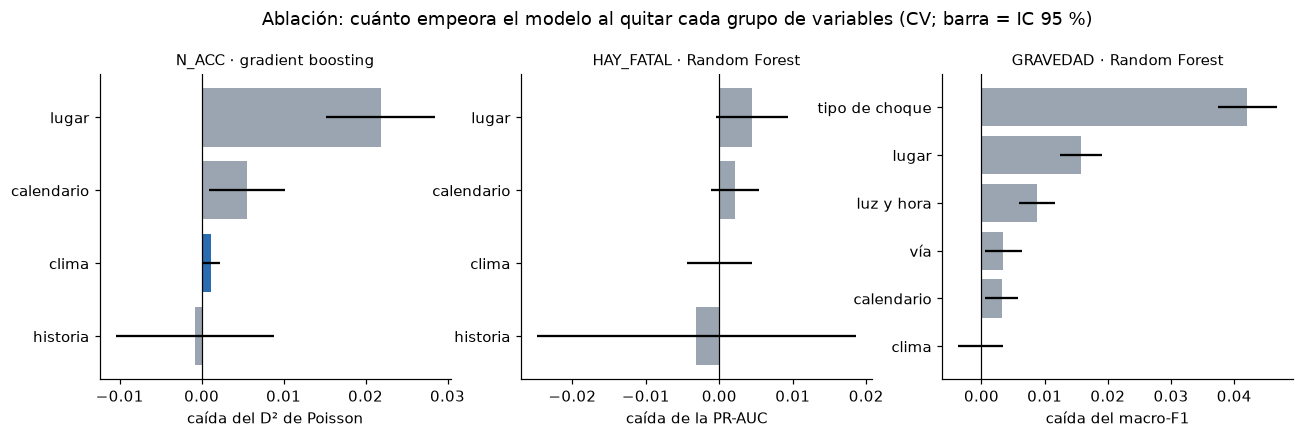 Ablación: cuánto empeora el modelo al quitar cada grupo de variables (CV; barra = IC 95 %)
N_ACC · gradient boosting
lugar
calendario
clima
historia
−0.01 0.00 0.01 0.02 0.03
caída del D² de Poisson
HAY_FATAL · Random Forest
lugar
calendario
clima
historia
−0.02 −0.01 0.00 0.01 0.02
caída de la PR-AUC
GRAVEDAD · Random Forest
tipo de choque
lugar
luz y hora
vía
calendario
clima
0.00 0.01 0.02 0.03 0.04
caída del macro-F1